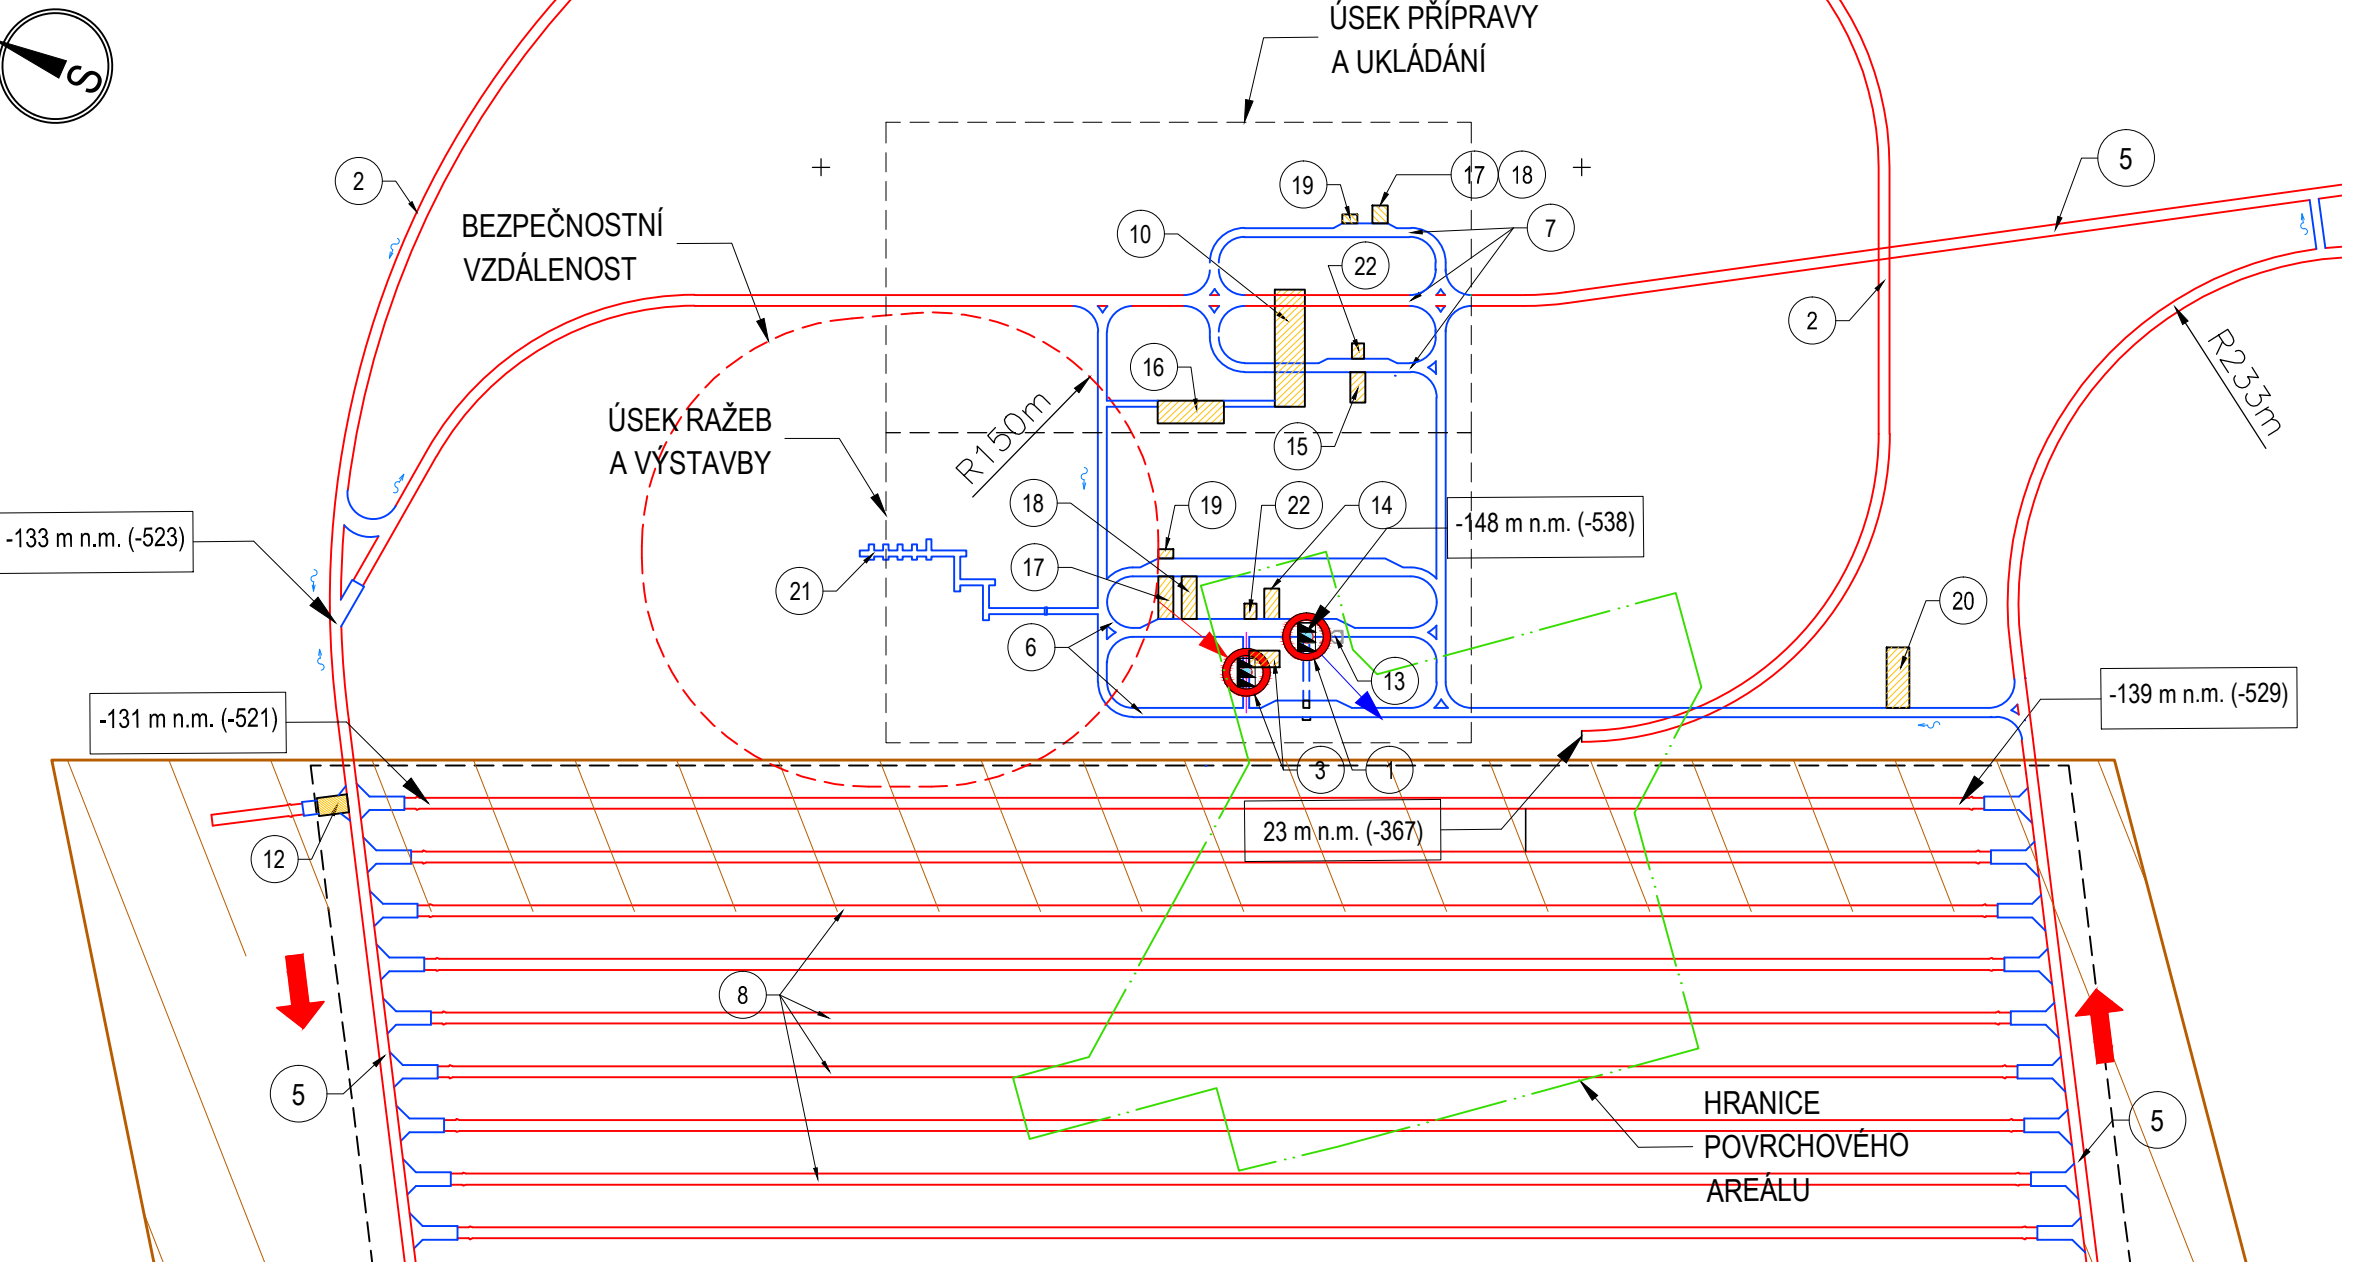 S
ÚSEK PŘÍPRAVY
A UKLÁDÁNÍ
2
19
17
18
5
BEZPEČNOSTNÍ
VZDÁLENOST
10
7
22
2
16
R233m
ÚSEK RAŽEB
A VÝSTAVBY
R150m
15
18
19
22
14
-148 m n.m. (-538)
-133 m n.m. (-523)
17
21
20
6
13
-131 m n.m. (-521)
-139 m n.m. (-529)
3
1
12
23 m n.m. (-367)
8
5
HRANICE
POVRCHOVÉHO
AREÁLU
5